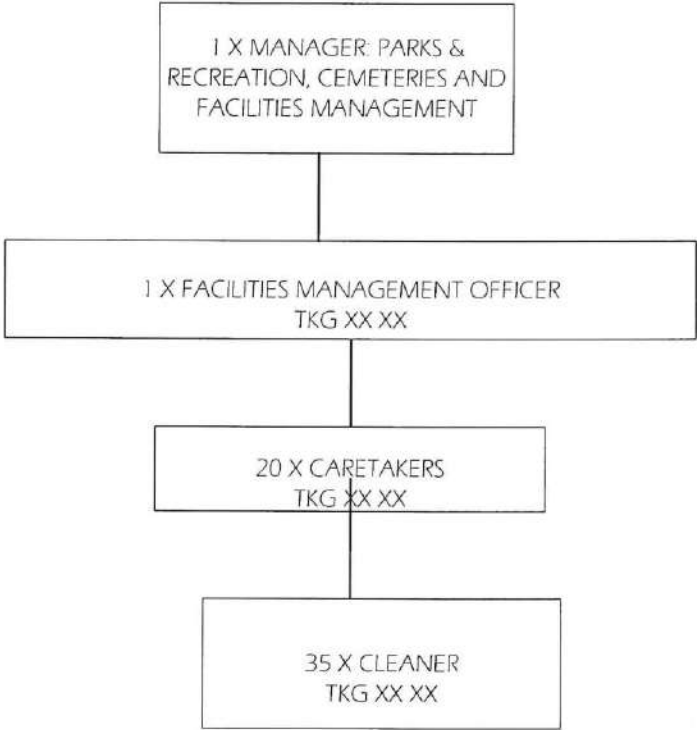 1 X MANAGER: PARKS &
RECREATION, CEMETERIES AND
FACILITIES MANAGEMENT
1 X FACILITIES MANAGEMENT OFFICER
TKG XX XX
20 X CARETAKERS
TKG XX XX
35 X CLEANER
TKG XX XX